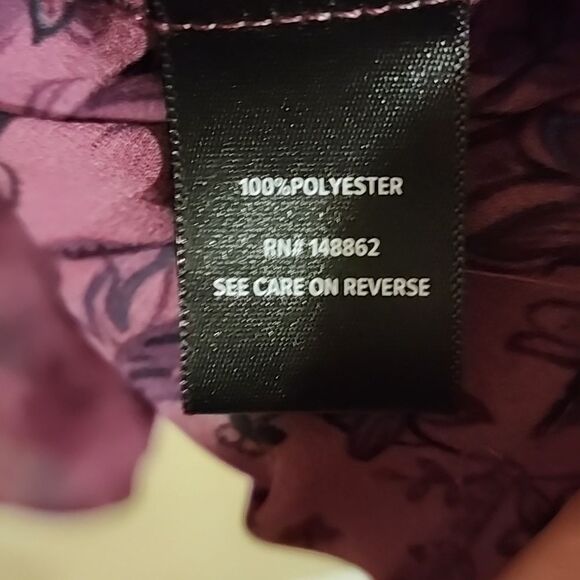 100%POLYESTER
RN# 148862
SEE CARE ON REVERSE